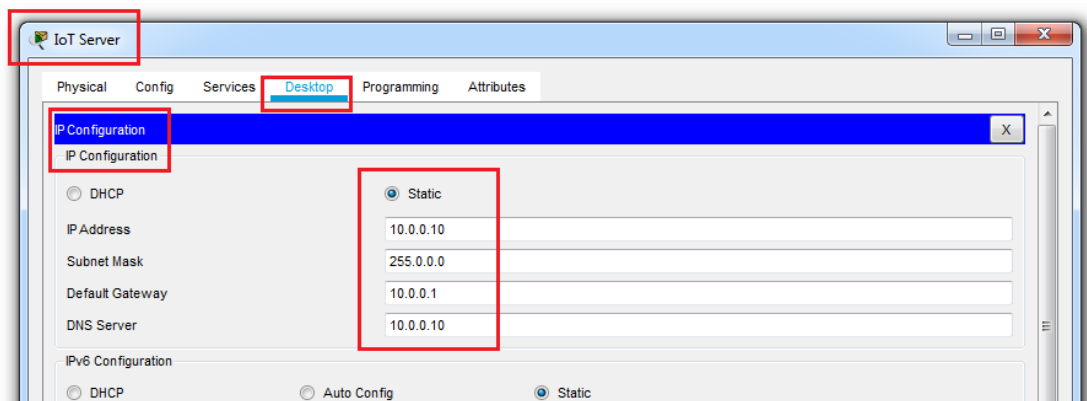 IoT Server
Physical Config Services Desktop Programming Attributes
IP Configuration X
IP Configuration
DHCP Static
IP Address 10.0.0.10
Subnet Mask 255.0.0.0
Default Gateway 10.0.0.1
DNS Server 10.0.0.10
IPv6 Configuration
DHCP Auto Config Static